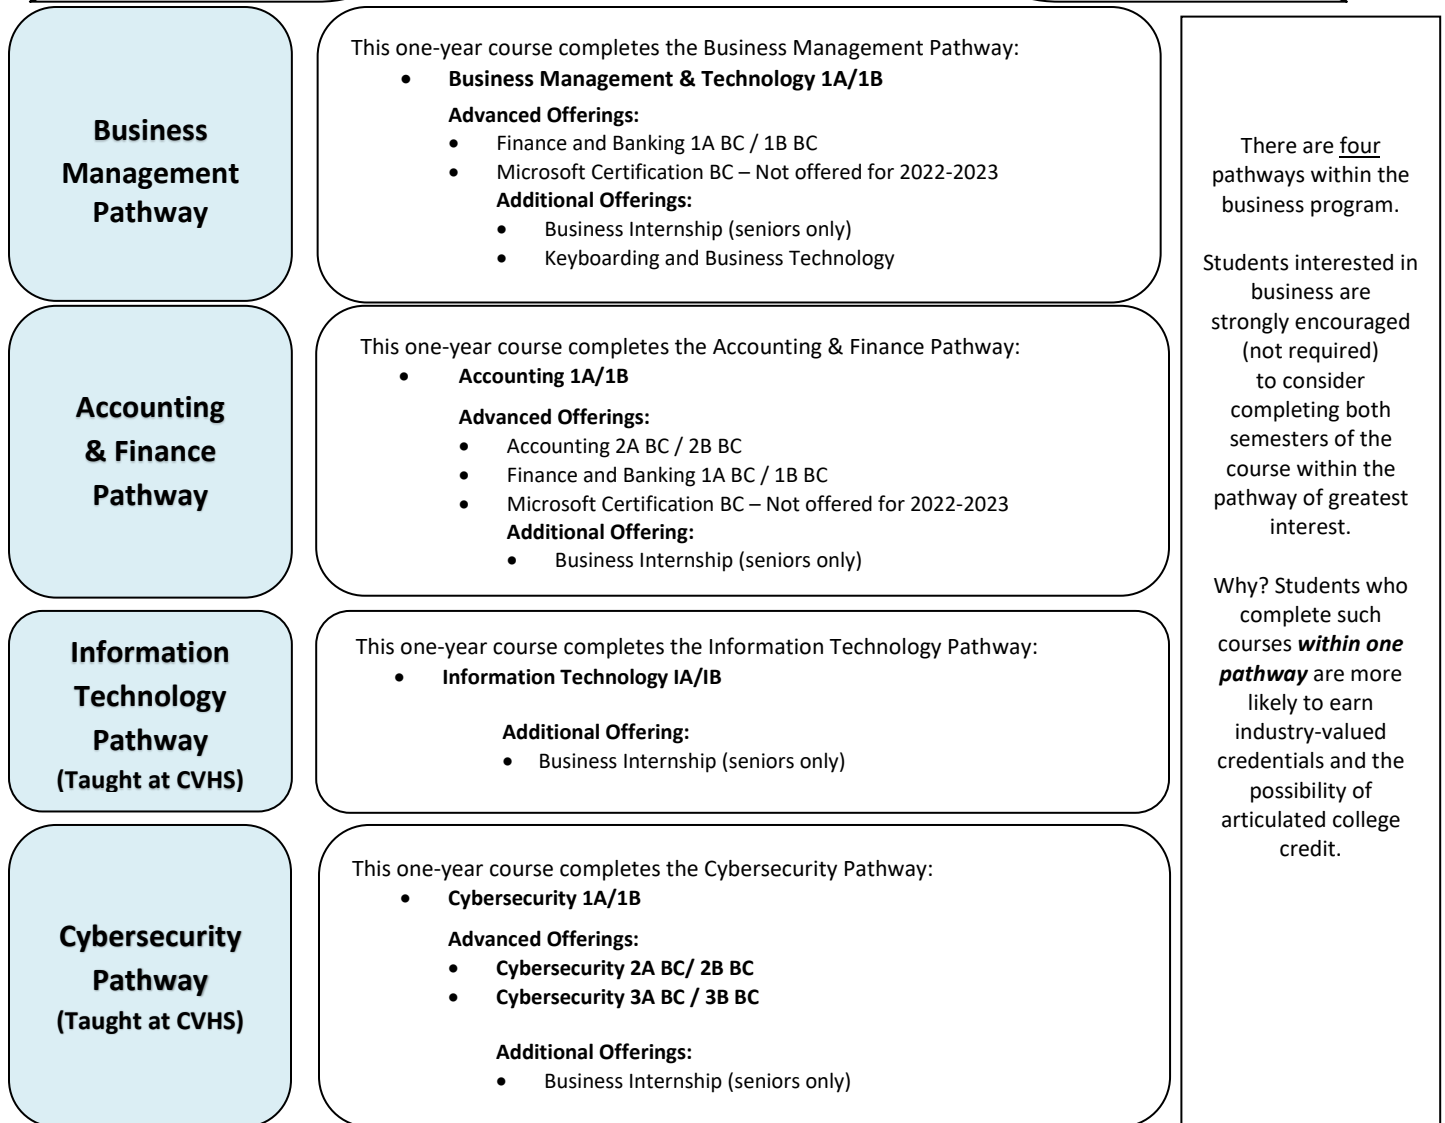 Business
Management
Pathway
This one-year course completes the Business Management Pathway:
• Business Management & Technology 1A/1B
Advanced Offerings:
• Finance and Banking 1A BC / 1B BC
• Microsoft Certification BC – Not offered for 2022-2023
Additional Offerings:
• Business Internship (seniors only)
• Keyboarding and Business Technology
Accounting
& Finance
Pathway
This one-year course completes the Accounting & Finance Pathway:
• Accounting 1A/1B
Advanced Offerings:
• Accounting 2A BC / 2B BC
• Finance and Banking 1A BC / 1B BC
• Microsoft Certification BC – Not offered for 2022-2023
Additional Offering:
• Business Internship (seniors only)
Information
Technology
Pathway
(Taught at CVHS)
This one-year course completes the Information Technology Pathway:
• Information Technology IA/IB
Additional Offering:
• Business Internship (seniors only)
Cybersecurity
Pathway
(Taught at CVHS)
This one-year course completes the Cybersecurity Pathway:
• Cybersecurity 1A/1B
Advanced Offerings:
• Cybersecurity 2A BC/ 2B BC
• Cybersecurity 3A BC / 3B BC
Additional Offerings:
• Business Internship (seniors only)
There are four
pathways within the
business program.
Students interested in
business are
strongly encouraged
(not required)
to consider
completing both
semesters of the
course within the
pathway of greatest
interest.
Why? Students who
complete such
courses within one
pathway are more
likely to earn
industry-valued
credentials and the
possibility of
articulated college
credit.